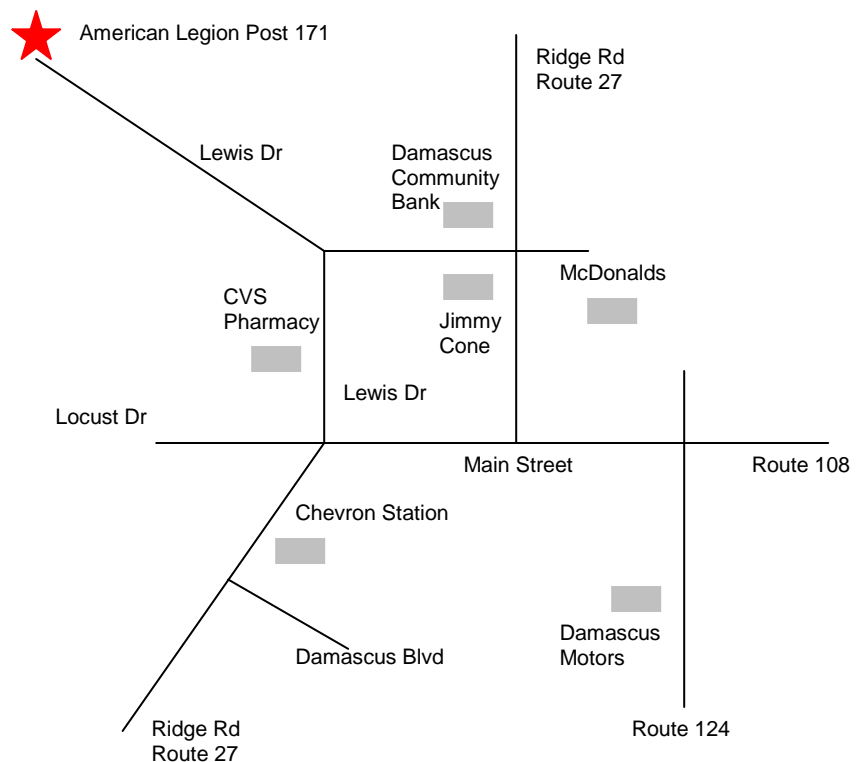 American Legion Post 171
Ridge Rd
Route 27
Lewis Dr
Damascus
Community
Bank
McDonalds
CVS
Pharmacy
Jimmy
Cone
Lewis Dr
Locust Dr
Main Street
Route 108
Chevron Station
Damascus
Motors
Damascus Blvd
Ridge Rd
Route 27
Route 124